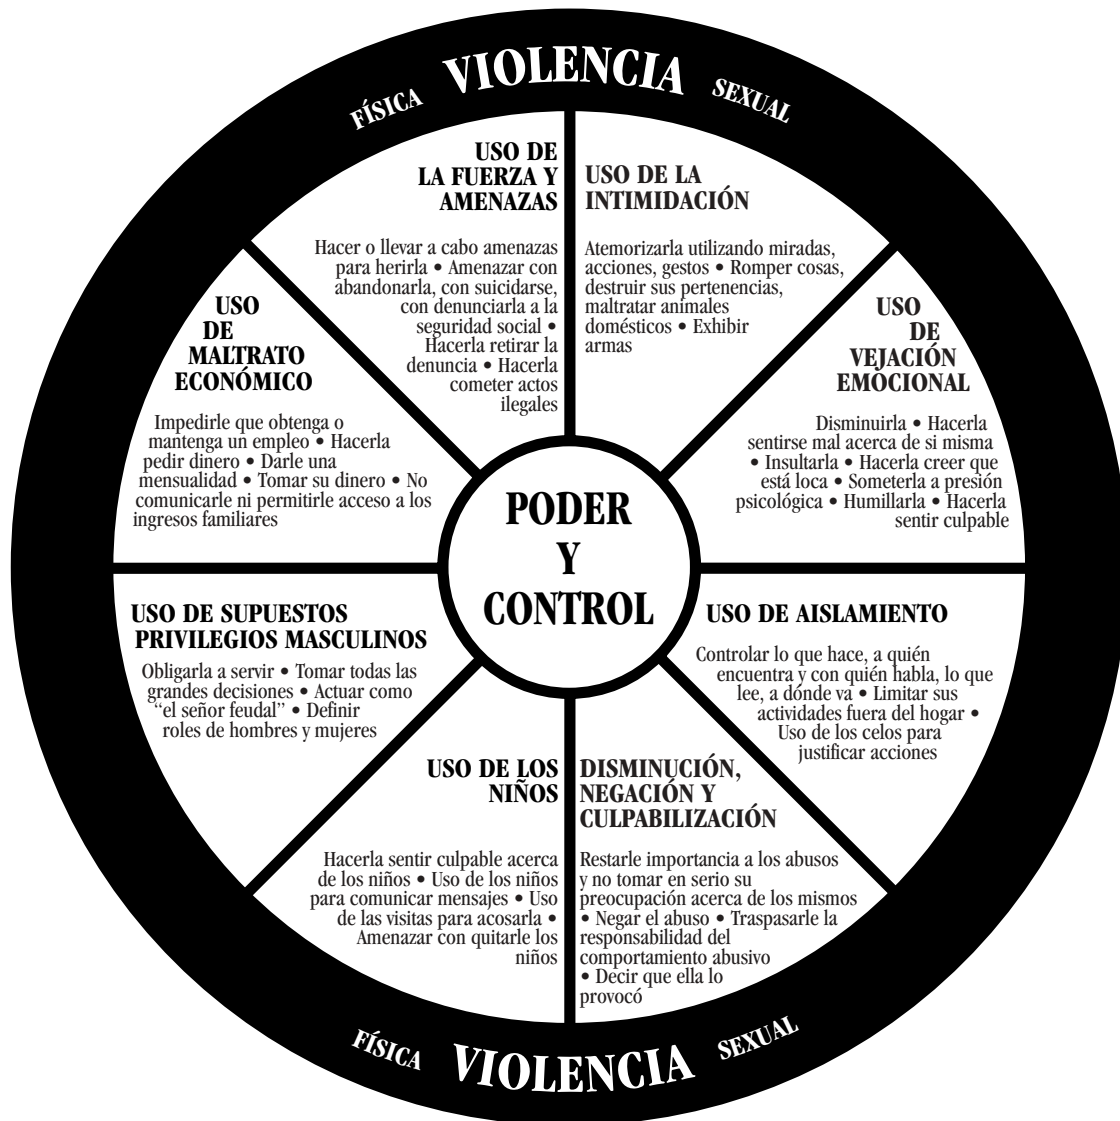 FÍSICA VIOLENCIA SEXUAL
USO DE
LA FUERZA Y
AMENAZAS
Hacer o llevar a cabo amenazas
para herirla • Amenazar con
abandonarla, con suicidarse,
con denunciarla a la
seguridad social •
Hacerla retirar la
denuncia • Hacerla
cometer actos
ilegales
USO DE LA
INTIMIDACIÓN
Atemorizarla utilizando miradas,
acciones, gestos • Romper cosas,
destruir sus pertenencias,
maltratar animales
domésticos • Exhibir
armas
USO
DE
VEJACIÓN
EMOCIONAL
Disminuirla • Hacerla
sentirse mal acerca de si misma
• Insultarla • Hacerla creer que
está loca • Someterla a presión
psicológica • Humillarla • Hacerla
sentir culpable
USO DE AISLAMIENTO
Controlar lo que hace, a quién
encuentra y con quién habla, lo que
lee, a dónde va • Limitar sus
actividades fuera del hogar •
Uso de los celos para
justificar acciones
DISMINUCIÓN,
NEGACIÓN Y
CULPABILIZACIÓN
Restarle importancia a los abusos
y no tomar en serio su
preocupación acerca de los mismos
• Negar el abuso • Traspasarle la
responsabilidad del
comportamiento abusivo
• Decir que ella lo
provocó
USO DE LOS
NIÑOS
Hacerla sentir culpable acerca
de los niños • Uso de los niños
para comunicar mensajes • Uso
de las visitas para acosarla •
Amenazar con quitarle los
niños
USO DE SUPUESTOS
PRIVILEGIOS MASCULINOS
Obligarla a servir • Tomar todas las
grandes decisiones • Actuar como
“el señor feudal” • Definir
roles de hombres y mujeres
USO
DE
MALTRATO
ECONÓMICO
Impedirle que obtenga o
mantenga un empleo • Hacerla
pedir dinero • Darle una
mensualidad • Tomar su dinero • No
comunicarle ni permitirle acceso a los
ingresos familiares
PODER
Y
CONTROL
FÍSICA VIOLENCIA SEXUAL